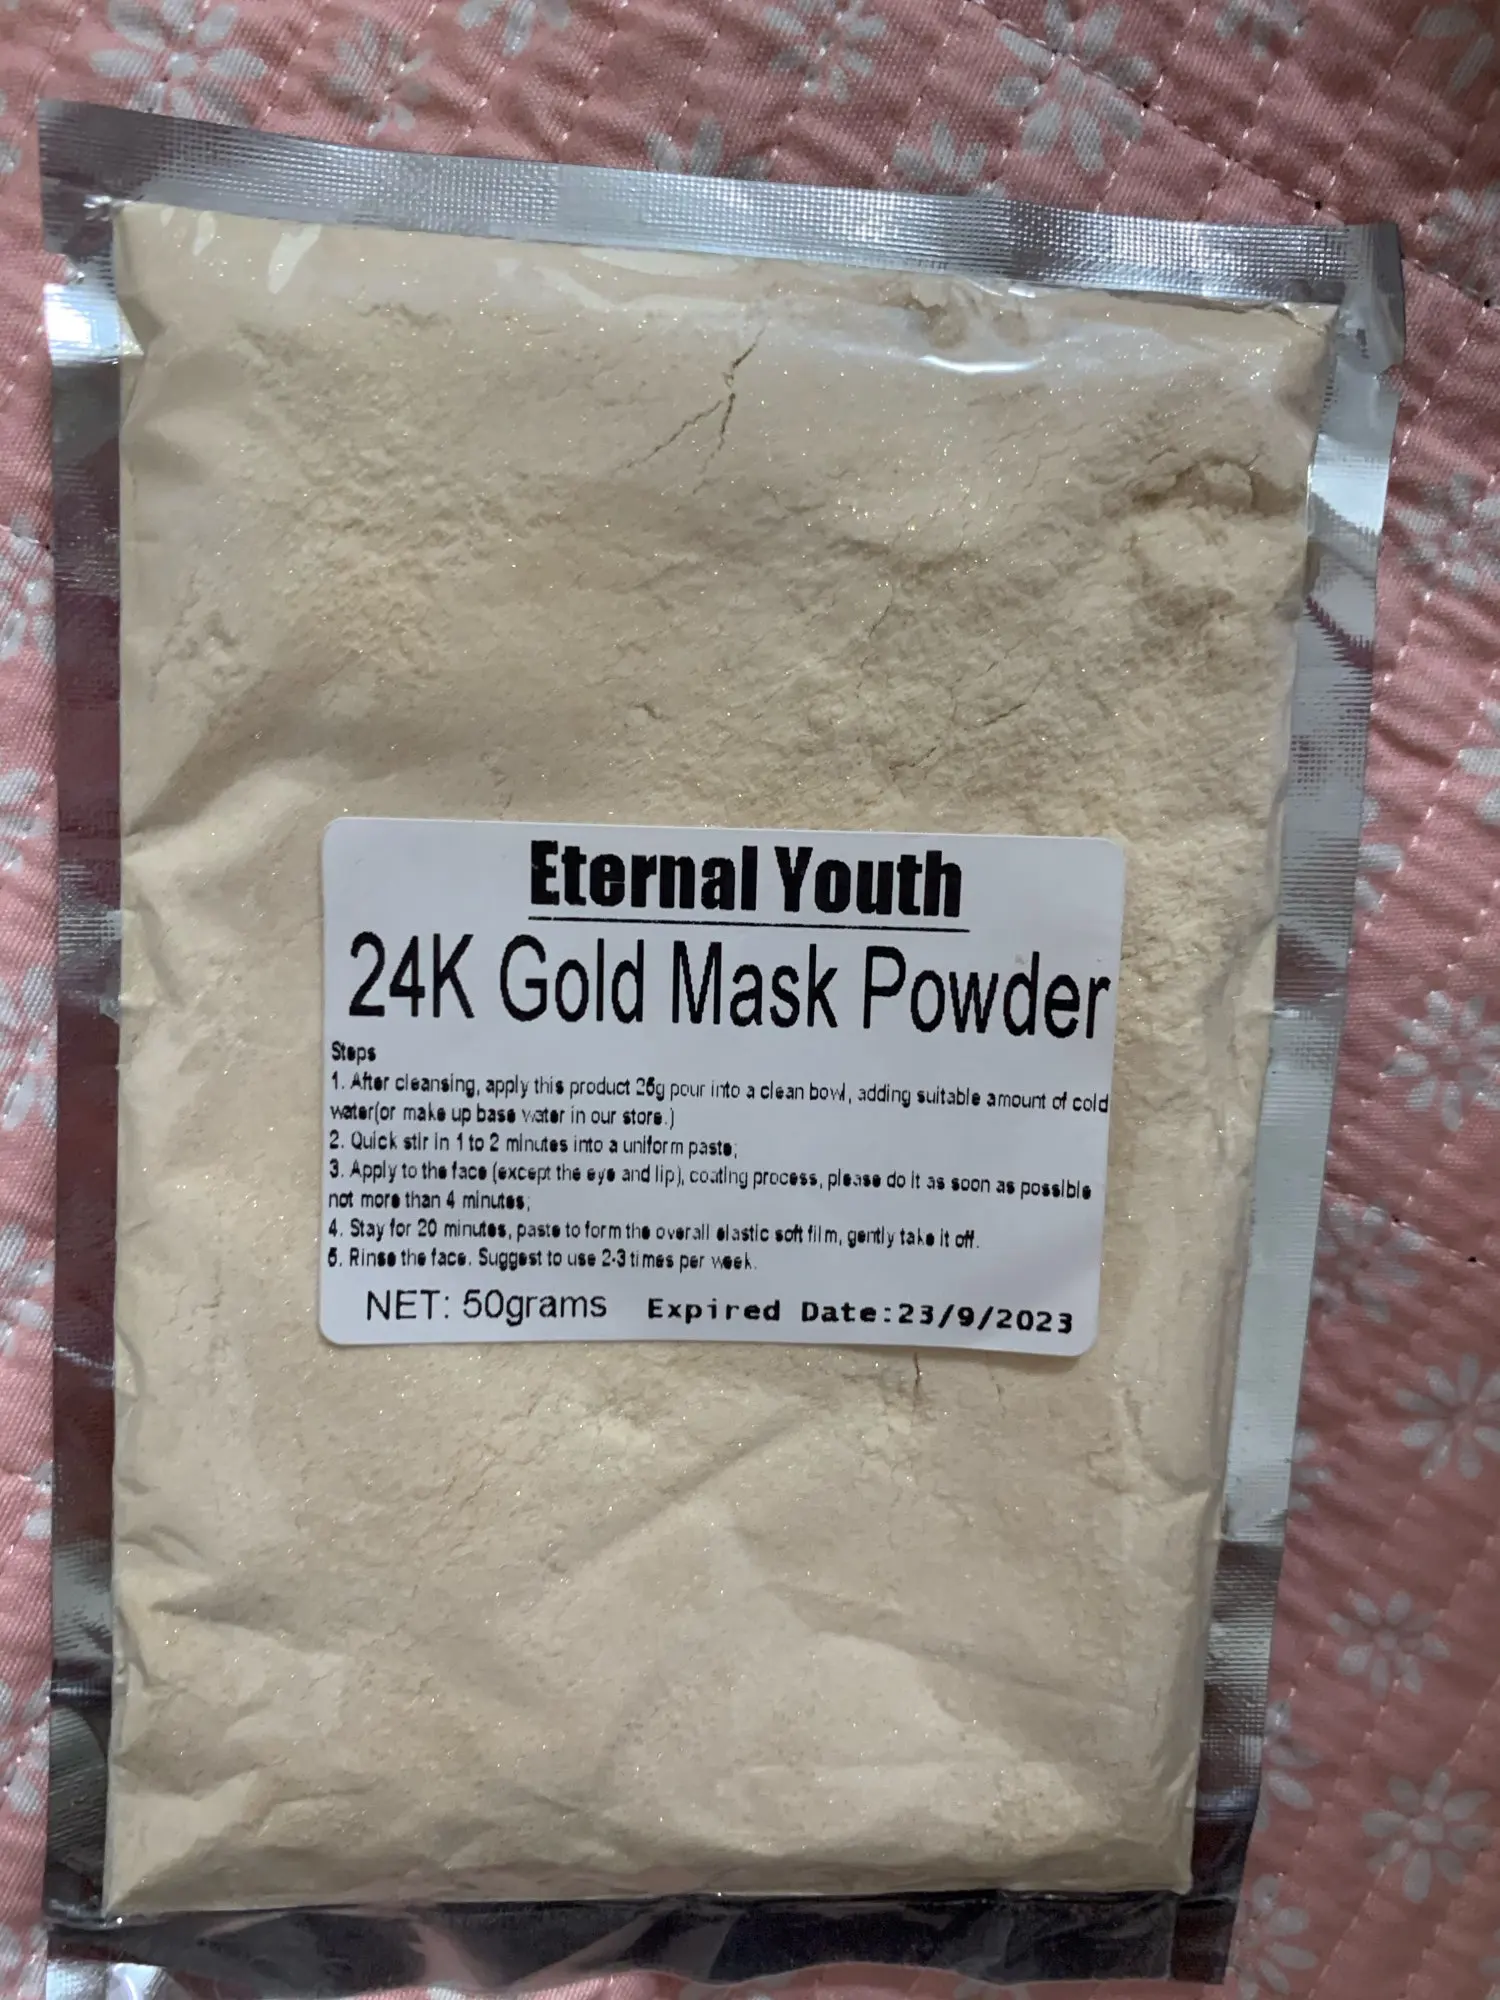 Eternal Youth
24K Gold Mask Powder
Steps
1. After cleansing, apply this product 25g pour into a clean bowl, adding suitable amount of cold
water(or make up base water in our store.)
2. Quick stir in 1 to 2 minutes into a uniform paste;
3. Apply to the face (except the eye and lip), coating process, please do it as soon as possible
not more than 4 minutes;
4. Stay for 20 minutes, paste to form the overall elastic soft film, gently take it off.
5. Rinse the face. Suggest to use 2-3 times per week.
NET: 50grams Expired Date:23/9/2023